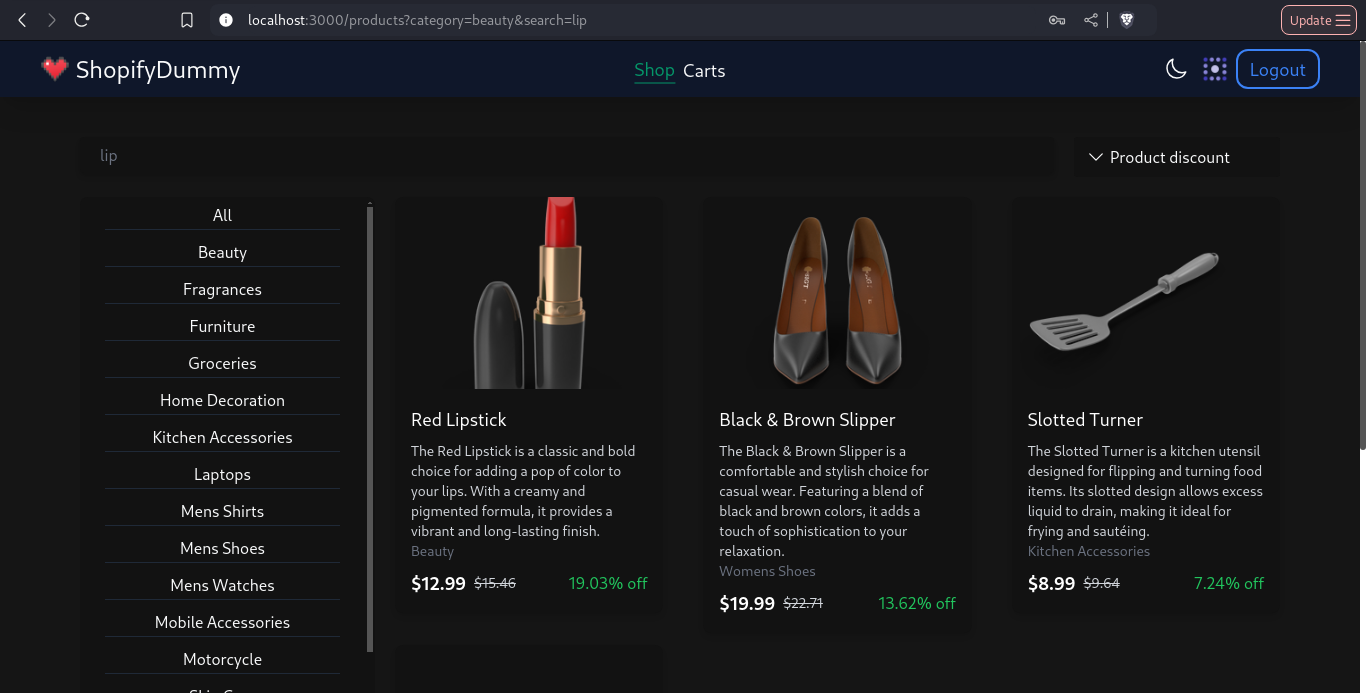 localhost:3000/products?category=beauty&search=lip
Update
ShopifyDummy
Shop Carts
Logout
lip
Product discount
All
Beauty
Fragrances
Furniture
Groceries
Home Decoration
Kitchen Accessories
Laptops
Mens Shirts
Mens Shoes
Mens Watches
Mobile Accessories
Motorcycle
Red Lipstick
The Red Lipstick is a classic and bold
choice for adding a pop of color to
your lips. With a creamy and
pigmented formula, it provides a
vibrant and long-lasting finish.
Beauty
$12.99 $15.46 19.03% off
Black & Brown Slipper
The Black & Brown Slipper is a
comfortable and stylish choice for
casual wear. Featuring a blend of
black and brown colors, it adds a
touch of sophistication to your
relaxation.
Womens Shoes
$19.99 $22.71 13.62% off
Slotted Turner
The Slotted Turner is a kitchen utensil
designed for flipping and turning food
items. Its slotted design allows excess
liquid to drain, making it ideal for
frying and sautéing.
Kitchen Accessories
$8.99 $9.64 7.24% off